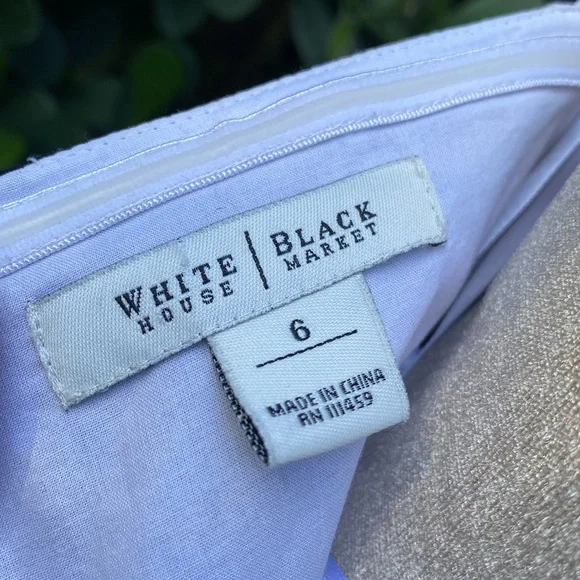 WHITE | BLACK
HOUSE | MARKET
6
MADE IN CHINA
RN 111459